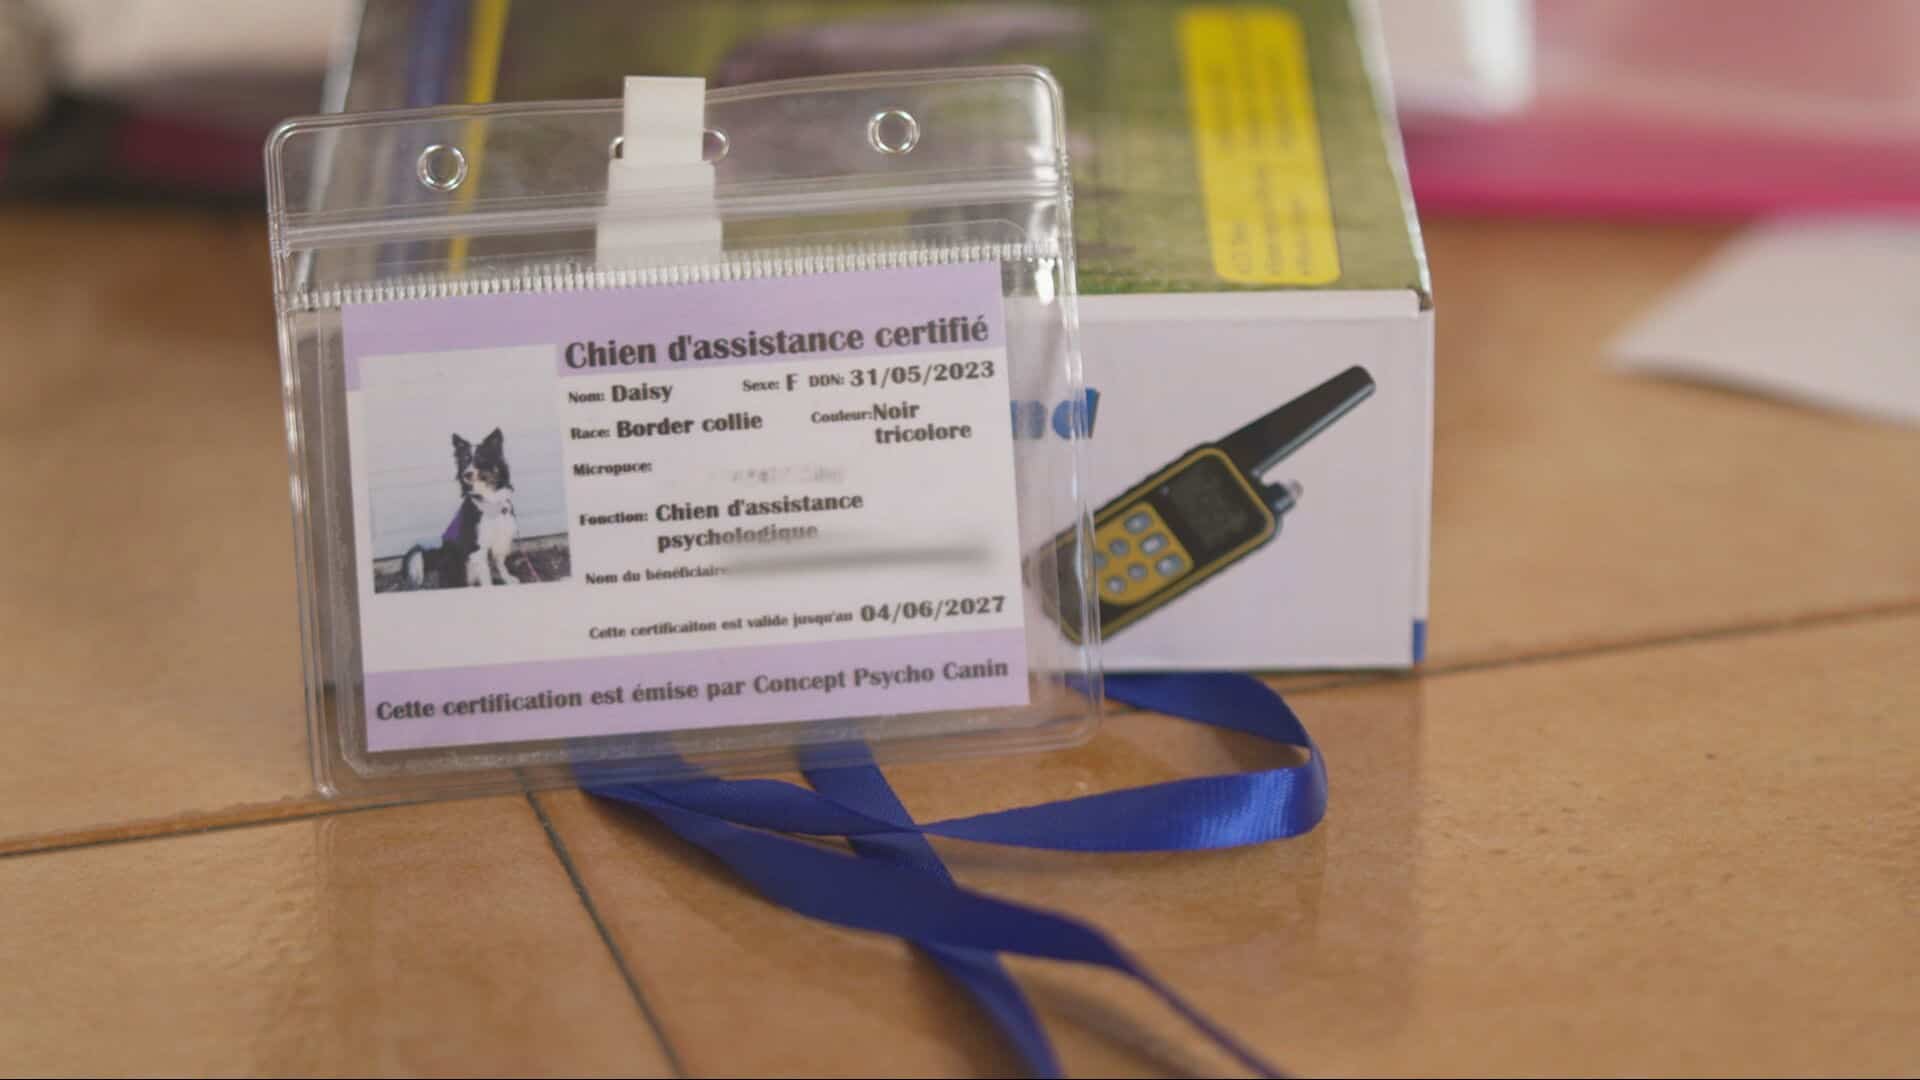 Chien d'assistance certifié
Nom: Daisy Sexe: F DDN: 31/05/2023
Race: Border collie Couleur: Noir
tricolore
Micropuce:
Fonction: Chien d'assistance
psychologique
Nom du bénéficiaire
Cette certificaiton est valide jusqu'au 04/06/2027
Cette certification est émise par Concept Psycho Canin